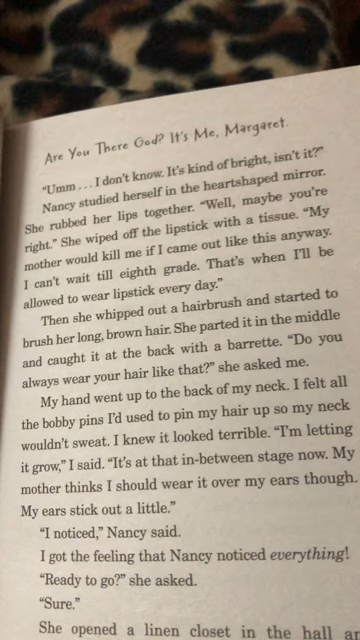 Are You There God? It's Me, Margaret.
“Umm . . . I don't know. It's kind of bright, isn't it?”
Nancy studied herself in the heartshaped mirror.
She rubbed her lips together. “Well, maybe you're
right.” She wiped off the lipstick with a tissue. “My
mother would kill me if I came out like this anyway.
I can't wait till eighth grade. That's when I'll be
allowed to wear lipstick every day.”
Then she whipped out a hairbrush and started to
brush her long, brown hair. She parted it in the middle
and caught it at the back with a barrette. “Do you
always wear your hair like that?” she asked me.
My hand went up to the back of my neck. I felt all
the bobby pins I'd used to pin my hair up so my neck
wouldn't sweat. I knew it looked terrible. “I'm letting
it grow,” I said. “It's at that in-between stage now. My
mother thinks I should wear it over my ears though.
My ears stick out a little.”
“I noticed,” Nancy said.
I got the feeling that Nancy noticed everything!
“Ready to go?” she asked.
“Sure.”
She opened a linen closet in the hall